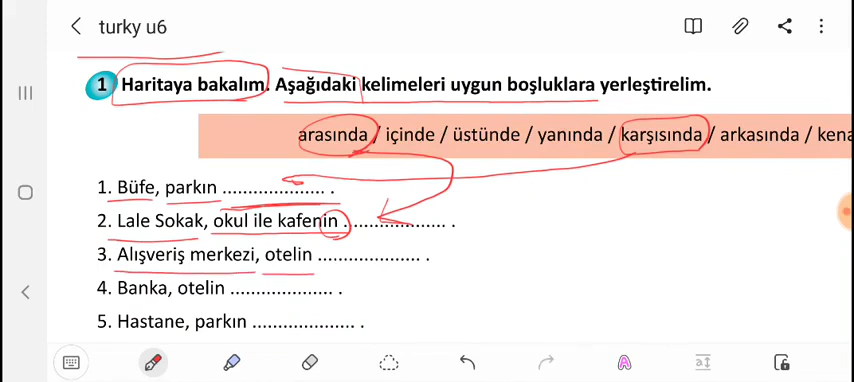 turky u6
1 Haritaya bakalım. Aşağıdaki kelimeleri uygun boşluklara yerleştirelim.
arasında / içinde / üstünde / yanında / karşısında / arkasında / kena
1. Büfe, parkın ..................... .
2. Lale Sokak, okul ile kafenin ..................... .
3. Alışveriş merkezi, otelin ..................... .
4. Banka, otelin ..................... .
5. Hastane, parkın ..................... .